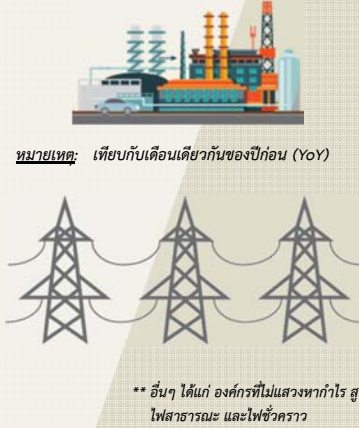 หมายเหตุ: เทียบกับเดือนเดียวกันของปีก่อน (YoY)
** อื่นๆ ได้แก่ องค์กรที่ไม่แสวงหากำไร สู
ไฟสาธารณะ และไฟชั่วคราว